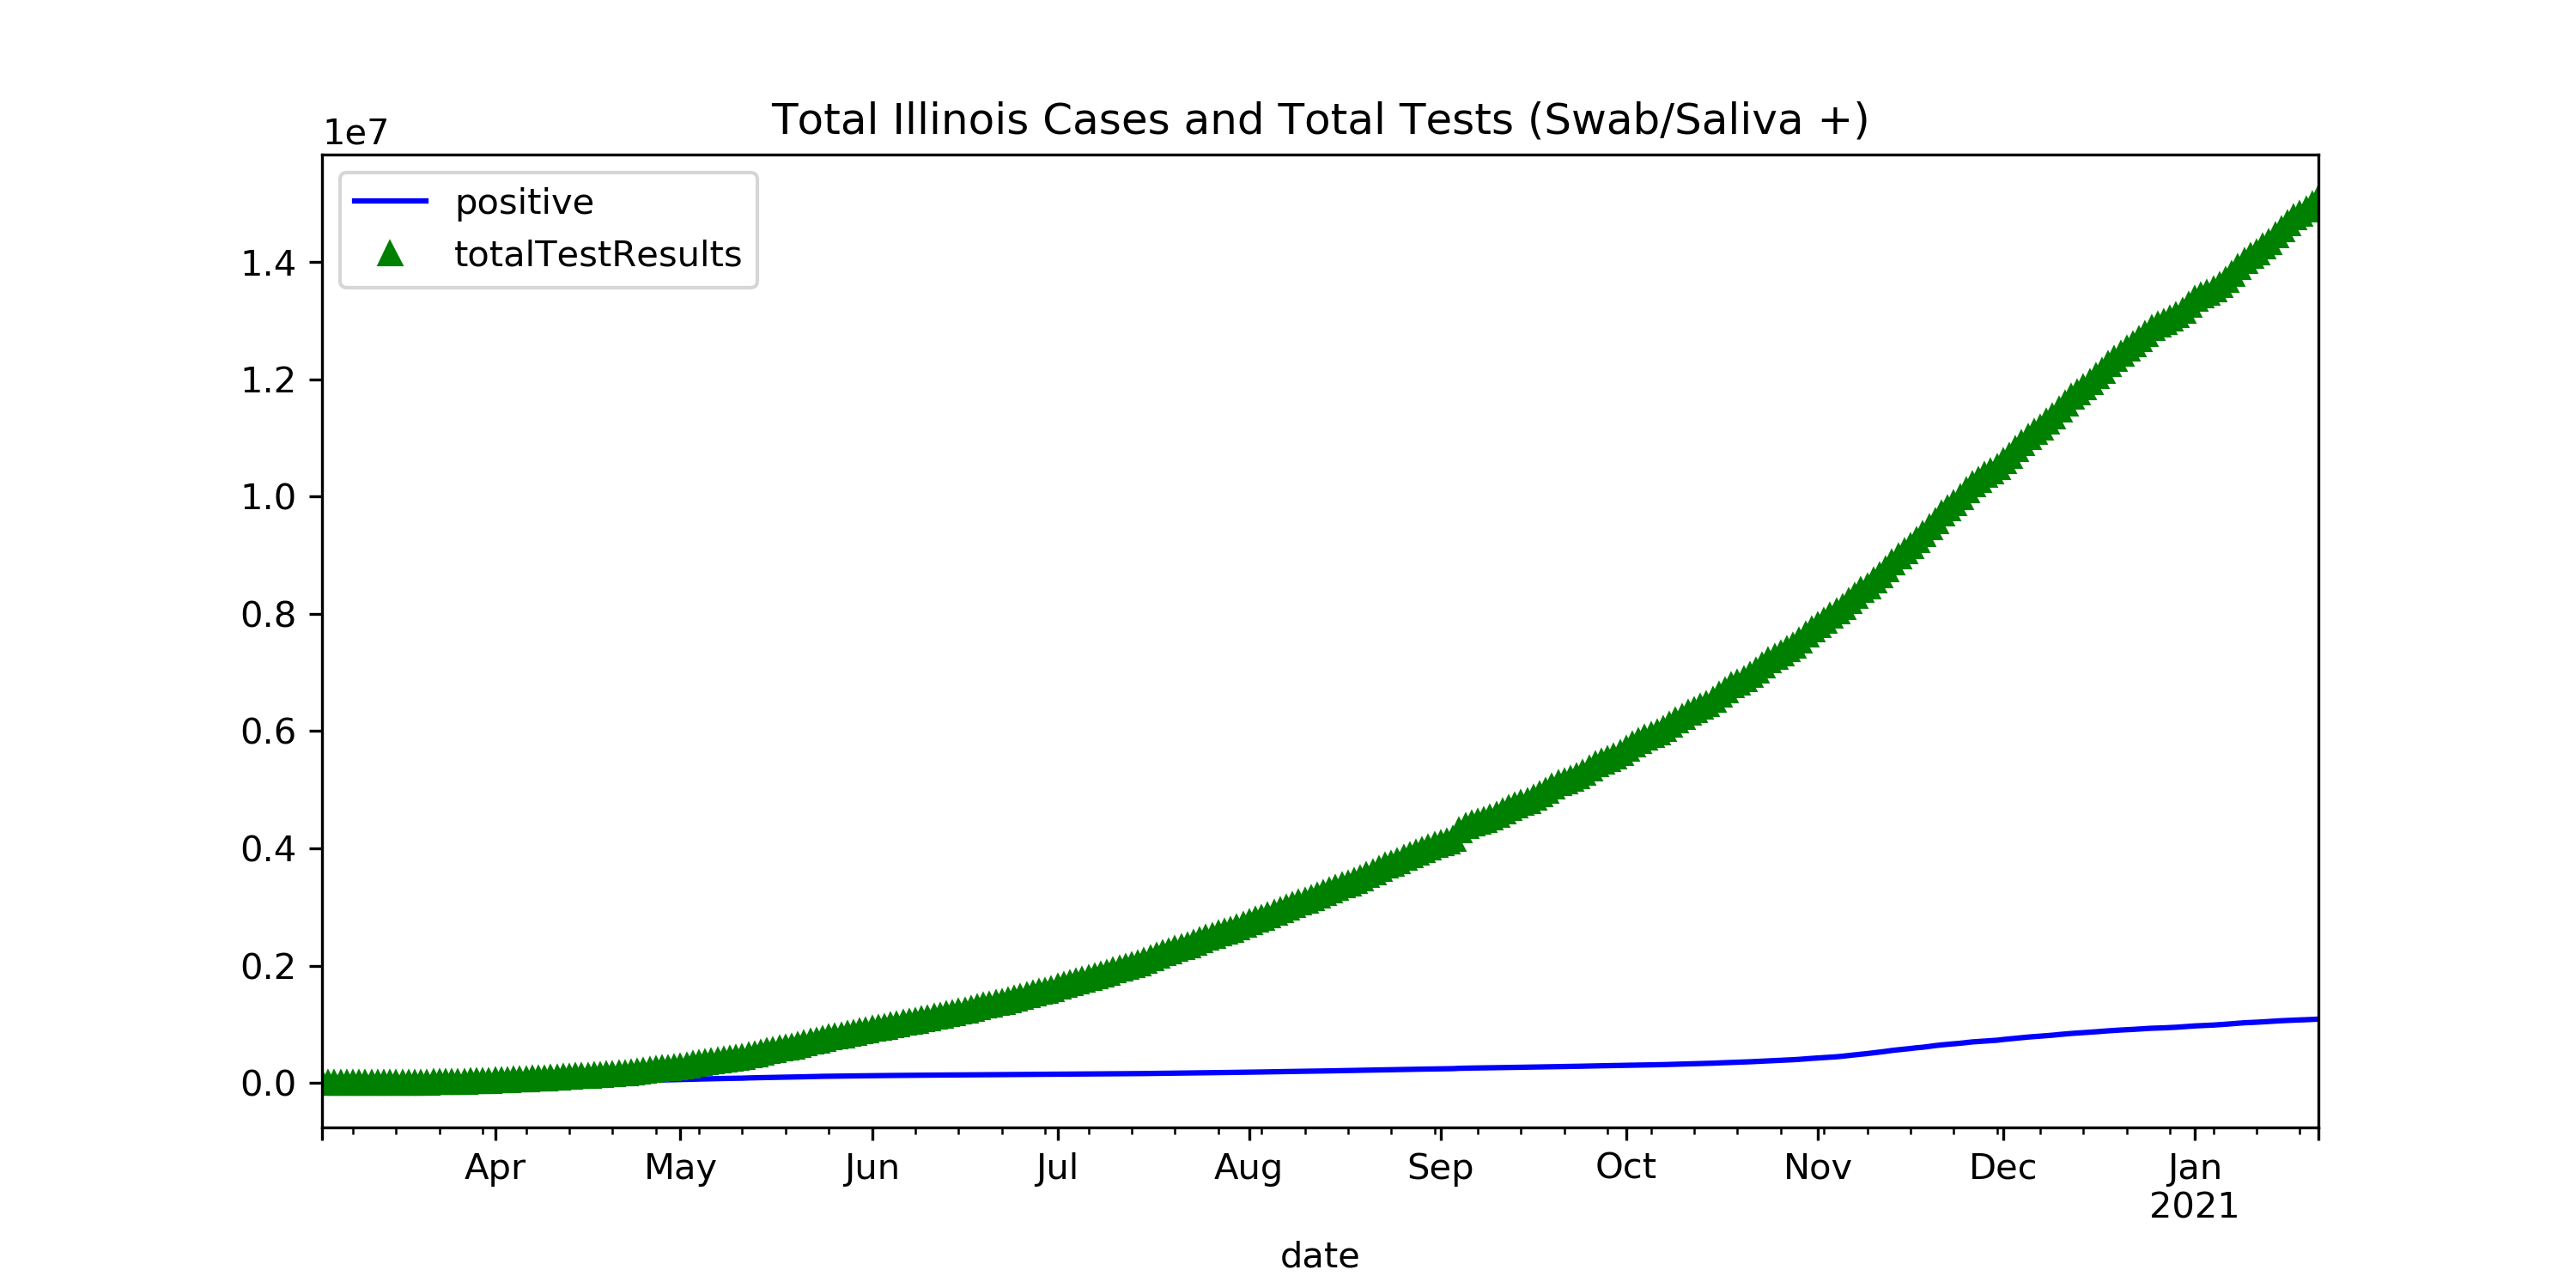 Total Illinois Cases and Total Tests (Swab/Saliva +)
1e7
positive
totalTestResults
1.4
1.2
1.0
0.8
0.6
0.4
0.2
0.0
Apr May Jun Jul Aug Sep Oct Nov Dec Jan
2021
date